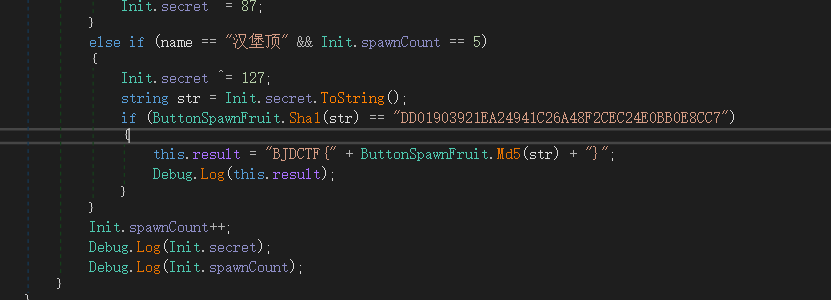 Init.secret = 87;
}
else if (name == "汉堡顶" && Init.spawnCount == 5)
{
Init.secret ^= 127;
string str = Init.secret.ToString();
if (ButtonSpawnFruit.Sha1(str) == "DD01903921EA24941C26A48F2CEC24E0BB0E8CC7")
{
this.result = "BJDCTF{" + ButtonSpawnFruit.Md5(str) + "}";
Debug.Log(this.result);
}
}
Init.spawnCount++;
Debug.Log(Init.secret);
Debug.Log(Init.spawnCount);
}